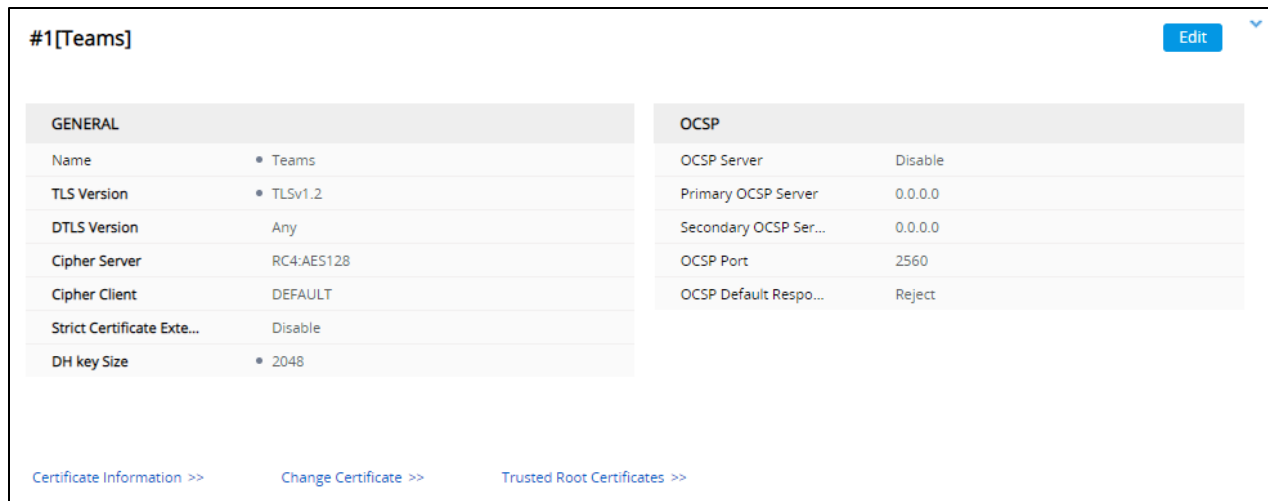 #1[Teams]
Edit
GENERAL
Name • Teams
TLS Version • TLSv1.2
DTLS Version Any
Cipher Server RC4:AES128
Cipher Client DEFAULT
Strict Certificate Exte... Disable
DH key Size • 2048
OCSP
OCSP Server Disable
Primary OCSP Server 0.0.0.0
Secondary OCSP Ser... 0.0.0.0
OCSP Port 2560
OCSP Default Respo... Reject
Certificate Information >> Change Certificate >> Trusted Root Certificates >>